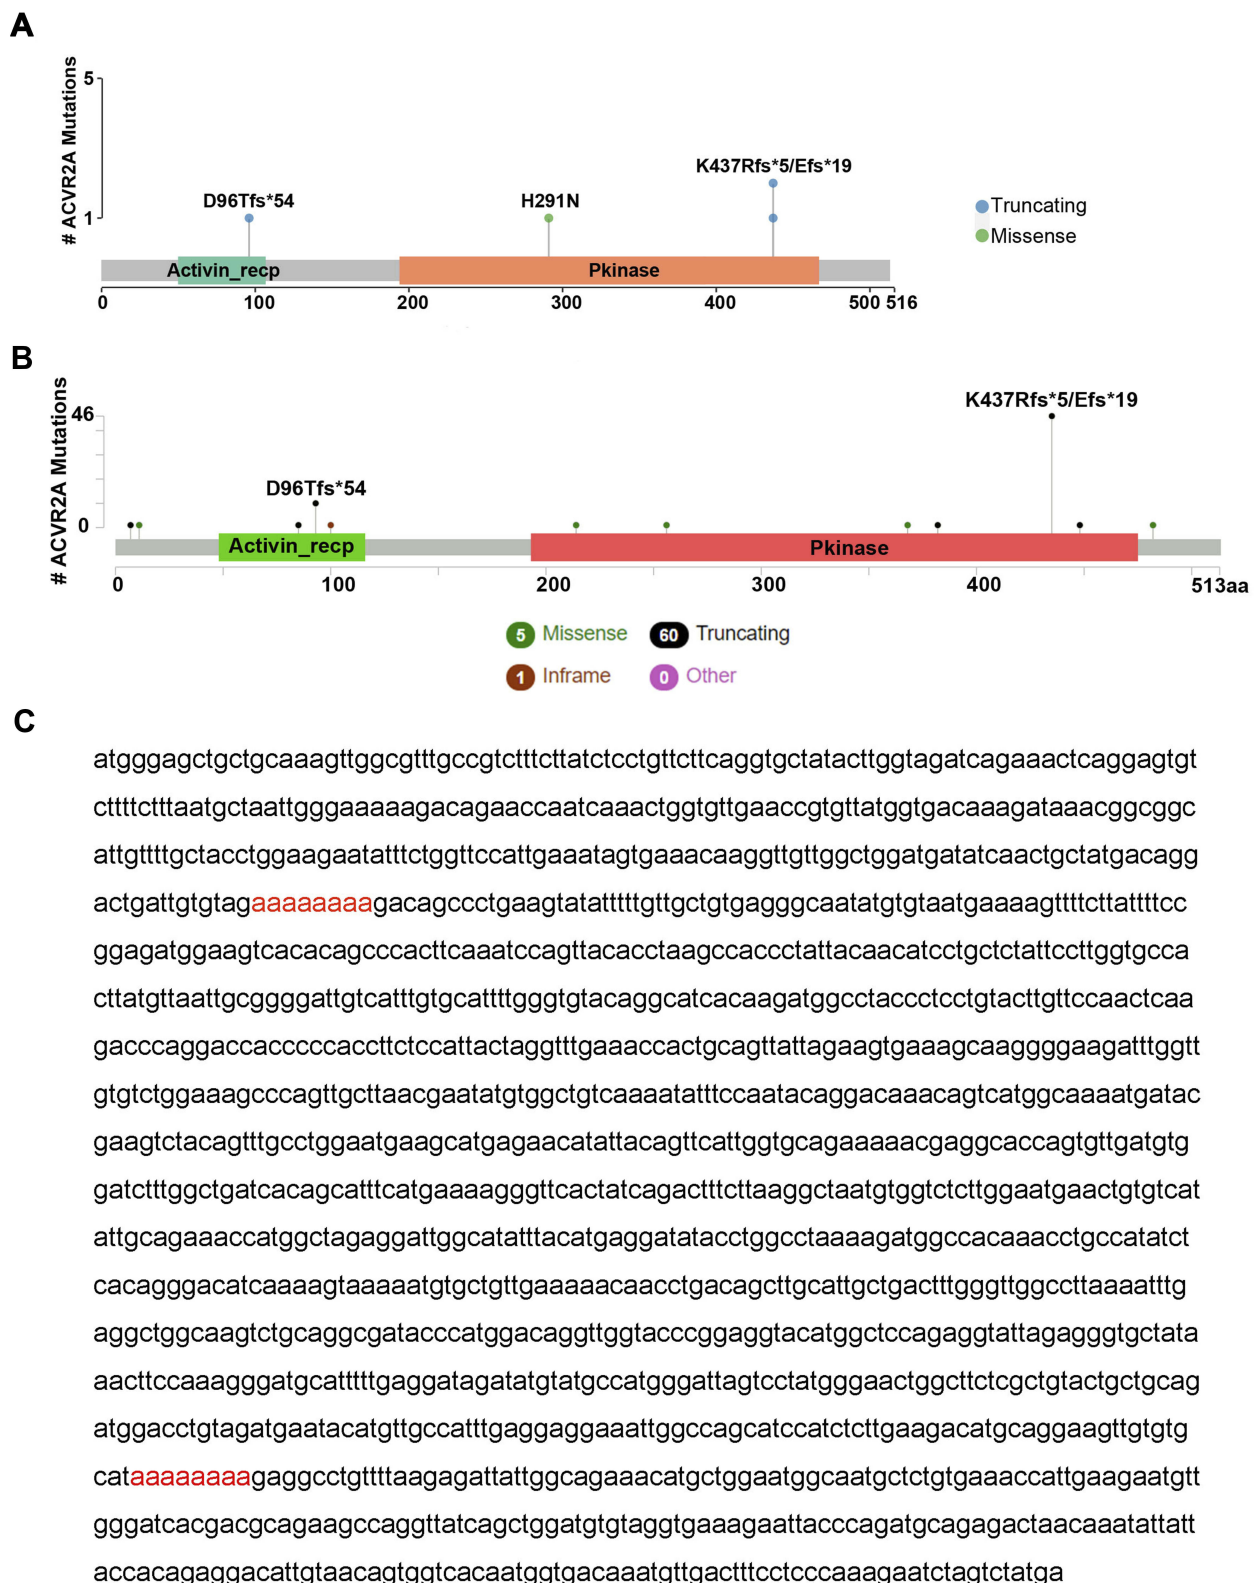 A
# ACVR2A Mutations
5
1
D96Tfs*54
H291N
K437Rfs*5/Efs*19
Truncating
Missense
Activin_recp
Pkinase
0 100 200 300 400 500 516
B
# ACVR2A Mutations
46
0
D96Tfs*54
K437Rfs*5/Efs*19
Activin_recp
Pkinase
0 100 200 300 400 513aa
5 Missense 60 Truncating
1 Inframe 0 Other
C
atgggagctgctgcaaagttggcgtttgccgtctttcttatctcctgttcttcaggtgctatacttggtagatcagaaactcaggagtgt
cttttctttaatgctaattgggaaaaagacagaaccaatcaaactggtgttgaaccgtgttatggtgacaaagataaacggcggc
attgttttgctacctggaagaatatttctggttccattgaaatagtgaaacaaggttgttggctggatgatatcaactgctatgacagg
actgattgtgtagaaaaaaaagacagccctgaagtatatttttgttgctgtgagggcaatatgtgtaatgaaaagttttcttattttcc
ggagatggaagtcacacagcccacttcaaatccagttacacctaagccaccctattacaacatcctgctctattccttggtgcca
cttatgttaattgcggggattgtcatttgtgcattttgggtgtacaggcatcacaagatggcctaccctcctgtacttgttccaactcaa
gacccaggaccacccccaccttctccattactaggtttgaaaccactgcagttattagaagtgaaagcaaggggaagatttggtt
gtgtctggaaagcccagttgcttaacgaatatgtggctgtcaaaatatttccaatacaggacaaacagtcatggcaaaatgatac
gaagtctacagtttgcctggaatgaagcatgagaacatattacagttcattggtgcagaaaaacgaggcaccagtgttgatgtg
gatctttggctgatcacagcatttcatgaaaagggttcactatcagactttcttaaggctaatgtggtctcttggaatgaactgtgtcat
attgcagaaaccatggctagaggattggcatatttacatgaggatatacctggcctaaaagatggccacaaacctgccatatct
cacagggacatcaaaagtaaaaatgtgctgttgaaaaacaacctgacagcttgcattgctgactttgggttggccttaaaatttg
aggctggcaagtctgcaggcgatacccatggacaggttggtacccggaggtacatggctccagaggtattagagggtgctata
aacttccaaagggatgcatttttgaggatagatatgtatgccatgggattagtcctatgggaactggcttctcgctgtactgctgcag
atggacctgtagatgaatacatgttgccatttgaggaggaaattggccagcatccatctcttgaagacatgcaggaagttgtgtg
cataaaaaaaagaggcctgttttaagagattattggcagaaacatgctggaatggcaatgctctgtgaaaccattgaagaatgtt
gggatcacgacgcagaagccaggttatcagctggatgtgtaggtgaaagaattacccagatgcagagactaacaaatattatt
accacagaggacattgtaacagtggtcacaatggtgacaaatgttgactttcctcccaaagaatctagtctatga